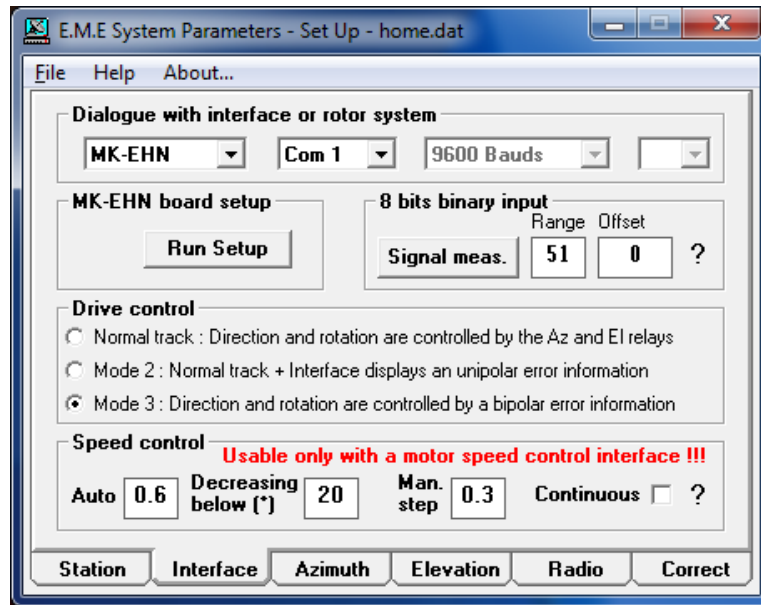 E.M.E System Parameters - Set Up - home.dat
File Help About...
Dialogue with interface or rotor system
MK-EHN Com 1 9600 Bauds
MK-EHN board setup
Run Setup
8 bits binary input
Range Offset
Signal meas. 51 0 ?
Drive control
Normal track : Direction and rotation are controlled by the Az and El relays
Mode 2 : Normal track + Interface displays an unipolar error information
Mode 3 : Direction and rotation are controlled by a bipolar error information
Speed control
Usable only with a motor speed control interface !!!
Auto 0.6 Decreasing below (°) 20 Man. step 0.3 Continuous ?
Station Interface Azimuth Elevation Radio Correct